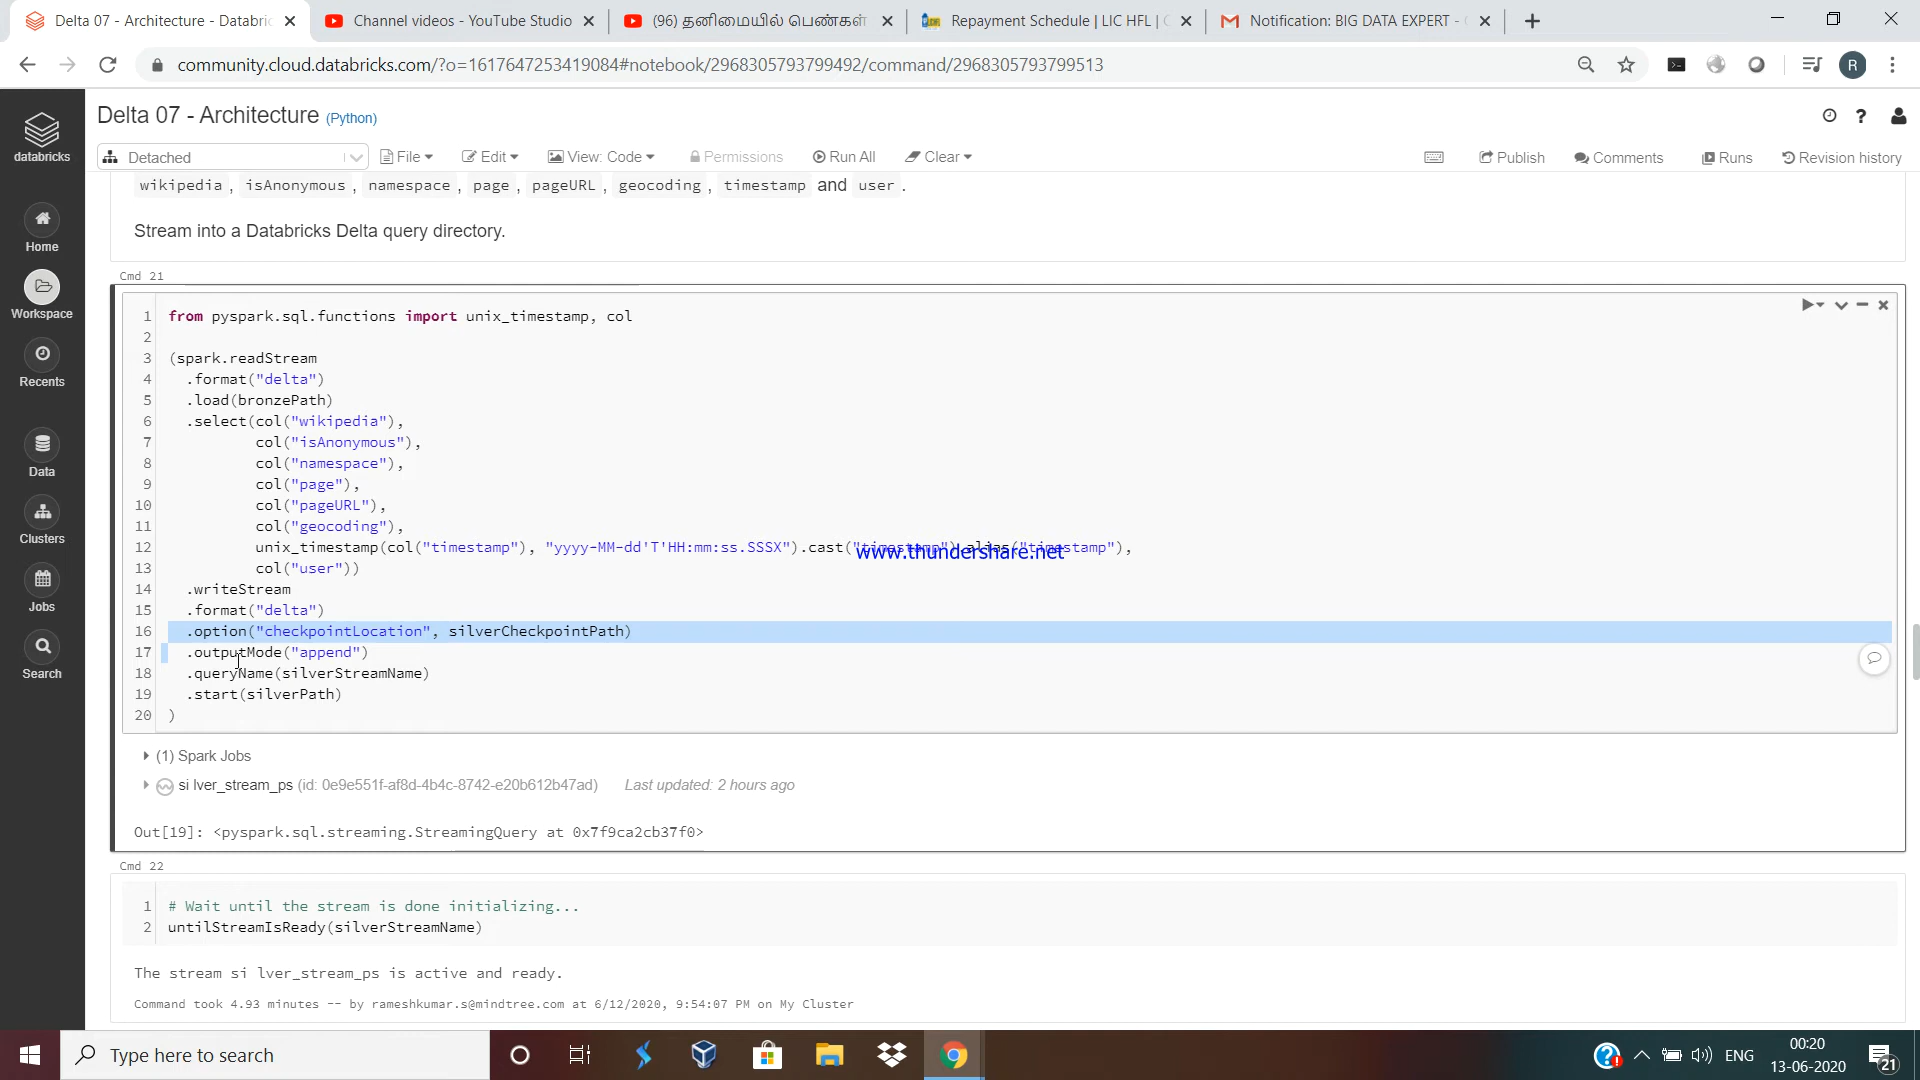 Delta 07 - Architecture - Databric
Channel videos - YouTube Studio
(96) தனிமையில் பெண்கள்
Repayment Schedule | LIC HFL |
Notification: BIG DATA EXPERT -
community.cloud.databricks.com/?o=1617647253419084#notebook/2968305793799492/command/2968305793799513
R
databricks
Home
Workspace
Recents
Data
Clusters
Jobs
Search
Delta 07 - Architecture (Python)
Detached File Edit View: Code Permissions Run All Clear Publish Comments Runs Revision history
wikipedia , isAnonymous , namespace , page , pageURL , geocoding , timestamp and user .
Stream into a Databricks Delta query directory.
Cmd 21
1 from pyspark.sql.functions import unix_timestamp, col
2
3 (spark.readStream
4 .format("delta")
5 .load(bronzePath)
6 .select(col("wikipedia"),
7 col("isAnonymous"),
8 col("namespace"),
9 col("page"),
10 col("pageURL"),
11 col("geocoding"),
12 unix_timestamp(col("timestamp"), "yyyy-MM-dd'T'HH:mm:ss.SSSX").cast("timestamp").alias("timestamp"),
www.thundershare.net
13 col("user"))
14 .writeStream
15 .format("delta")
16 .option("checkpointLocation", silverCheckpointPath)
17 .outputMode("append")
18 .queryName(silverStreamName)
19 .start(silverPath)
20 )
(1) Spark Jobs
si lver_stream_ps (id: 0e9e551f-af8d-4b4c-8742-e20b612b47ad) Last updated: 2 hours ago
Out[19]: <pyspark.sql.streaming.StreamingQuery at 0x7f9ca2cb37f0>
Cmd 22
1 # Wait until the stream is done initializing...
2 untilStreamIsReady(silverStreamName)
The stream si lver_stream_ps is active and ready.
Command took 4.93 minutes -- by rameshkumar.s@mindtree.com at 6/12/2020, 9:54:07 PM on My Cluster
Type here to search
ENG
00:20
13-06-2020
21